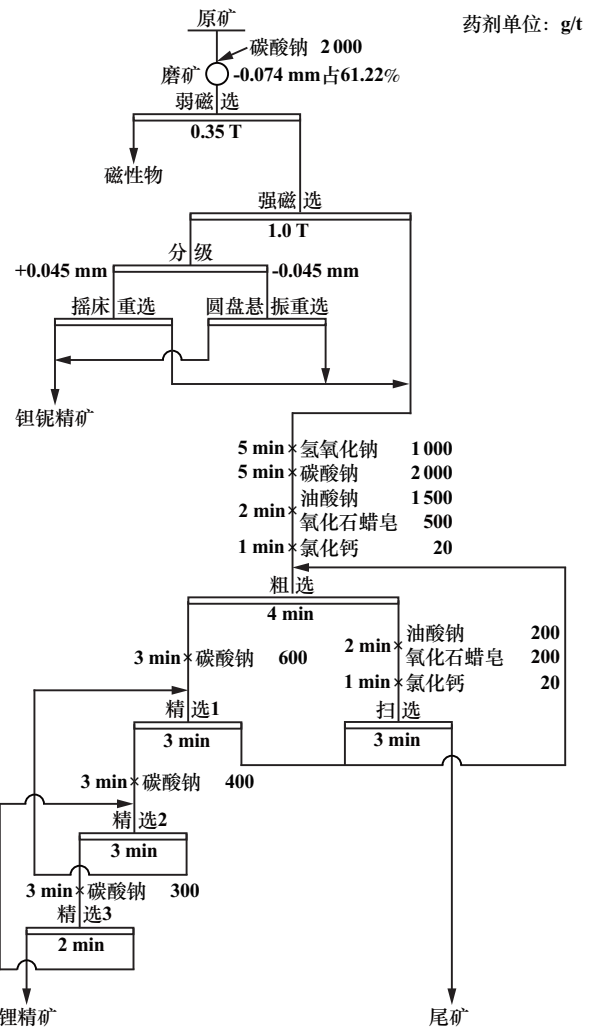 原矿
药剂单位：g/t
碳酸钠 2 000
磨矿 -0.074 mm占61.22%
弱磁 选
0.35 T
磁性物
强磁 选
1.0 T
分 级
+0.045 mm -0.045 mm
摇床 重选 圆盘悬 振重选
钽铌精矿
5 min 氢氧化钠 1 000
5 min 碳酸钠 2 000
油酸钠 1 500
2 min
氧化石蜡皂 500
1 min 氯化钙 20
粗 选
4 min
油酸钠 200
2 min
氧化石蜡皂 200
3 min 碳酸钠 600
1 min 氯化钙 20
精 选1 扫 选
3 min 3 min
3 min 碳酸钠 400
精 选2
3 min
3 min 碳酸钠 300
精 选3
2 min
锂精矿 尾矿